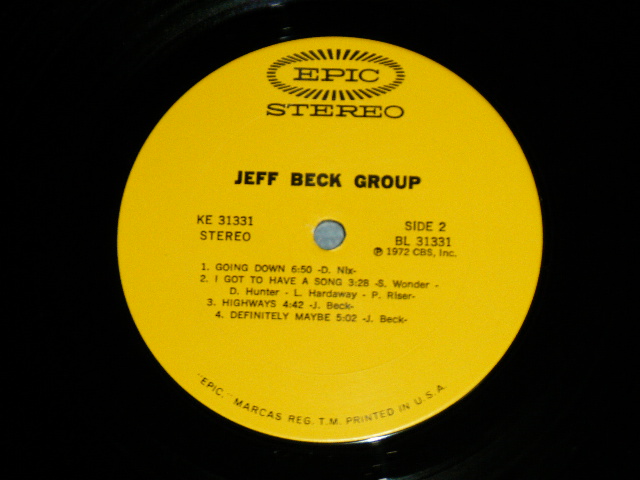 EPIC
STEREO
JEFF BECK GROUP
KE 31331
STEREO
SIDE 2
BL 31331
℗ 1972 CBS, Inc.
1. GOING DOWN 6:50 -D. Nix-
2. I GOT TO HAVE A SONG 3:28 -S. Wonder -
D. Hunter - L. Hardaway - P. Riser-
3. HIGHWAYS 4:42 -J. Beck-
4. DEFINITELY MAYBE 5:02 -J. Beck-
"EPIC," MARCAS REG. T.M. PRINTED IN U.S.A.